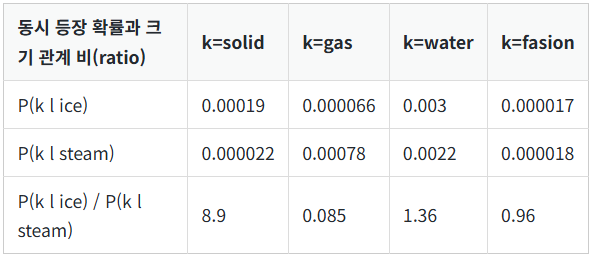 동시 등장 확률과 크
기 관계 비(ratio) k=solid k=gas k=water k=fasion
P(k l ice) 0.00019 0.000066 0.003 0.000017
P(k l steam) 0.000022 0.00078 0.0022 0.000018
P(k l ice) / P(k l
steam) 8.9 0.085 1.36 0.96